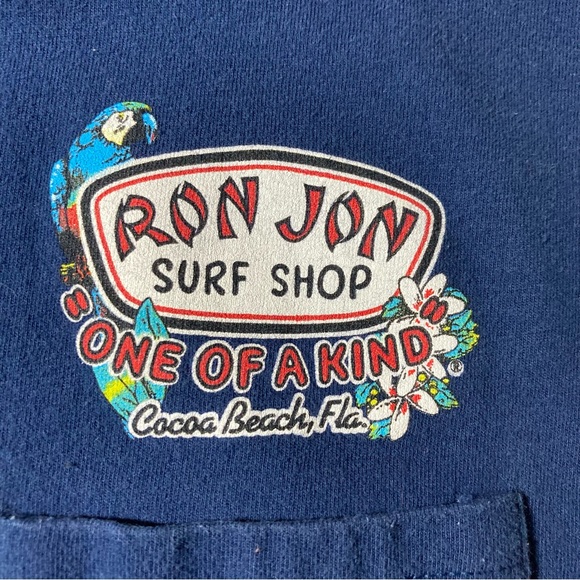 RON JON
SURF SHOP
"ONE OF A KIND"
®
Cocoa Beach, Fla.